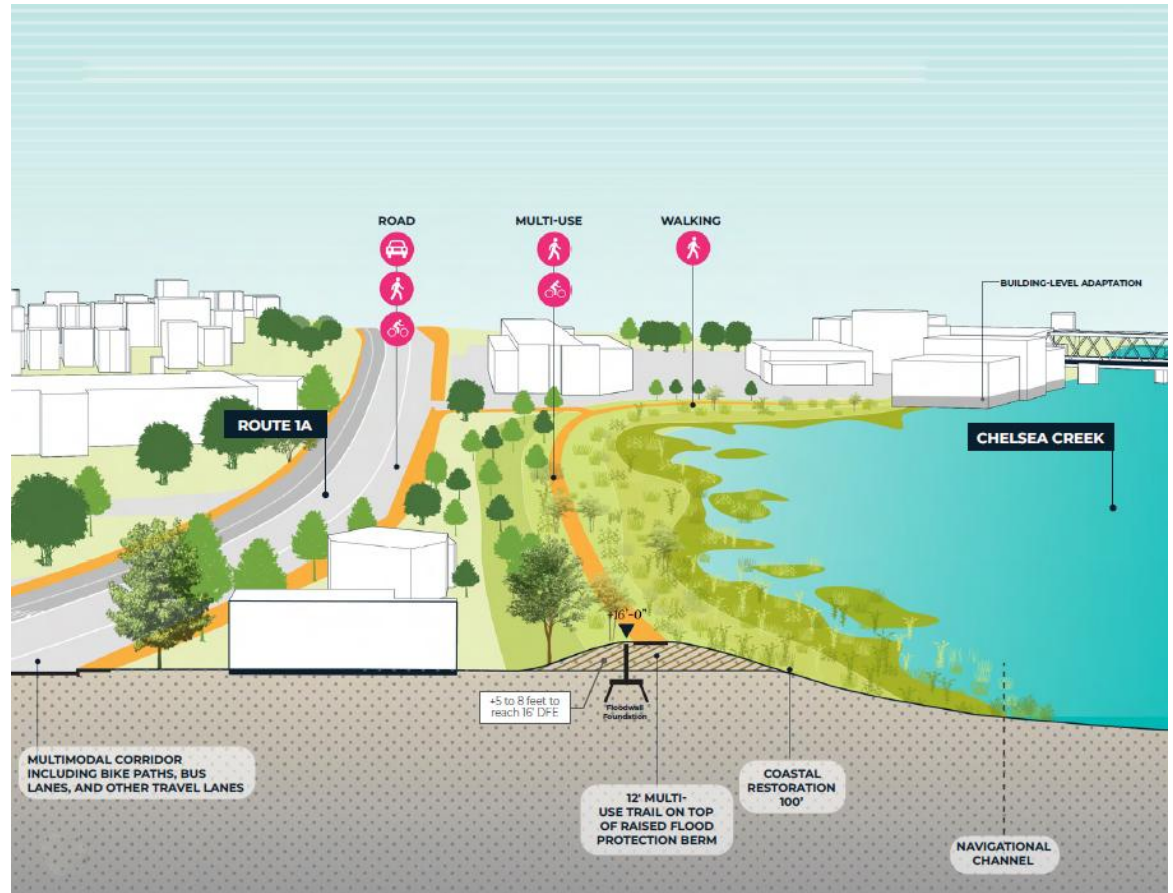 ROAD
MULTI-USE
WALKING
BUILDING-LEVEL ADAPTATION
ROUTE 1A
CHELSEA CREEK
+16'-0"
+5 to 8 feet to
reach 16' DFE
Floodwall
Foundation
MULTIMODAL CORRIDOR
INCLUDING BIKE PATHS, BUS
LANES, AND OTHER TRAVEL LANES
12' MULTI-
USE TRAIL ON TOP
OF RAISED FLOOD
PROTECTION BERM
COASTAL
RESTORATION
100'
NAVIGATIONAL
CHANNEL